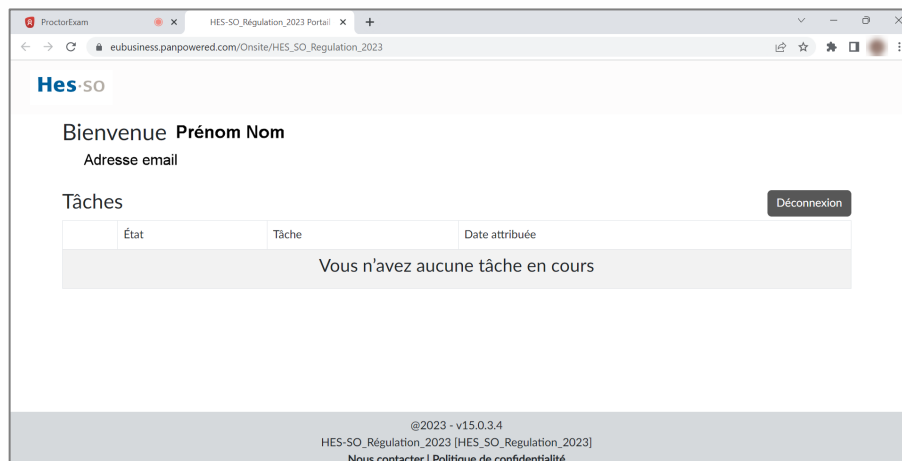 ProctorExam
HES-SO_Régulation_2023 Portail
eubusiness.panpowered.com/Onsite/HES_SO_Regulation_2023
Hes·so
Bienvenue Prénom Nom
Adresse email
Tâches
Déconnexion
État Tâche Date attribuée
Vous n’avez aucune tâche en cours
@2023 - v15.0.3.4
HES-SO_Régulation_2023 [HES_SO_Regulation_2023]
Nous contacter | Politique de confidentialité